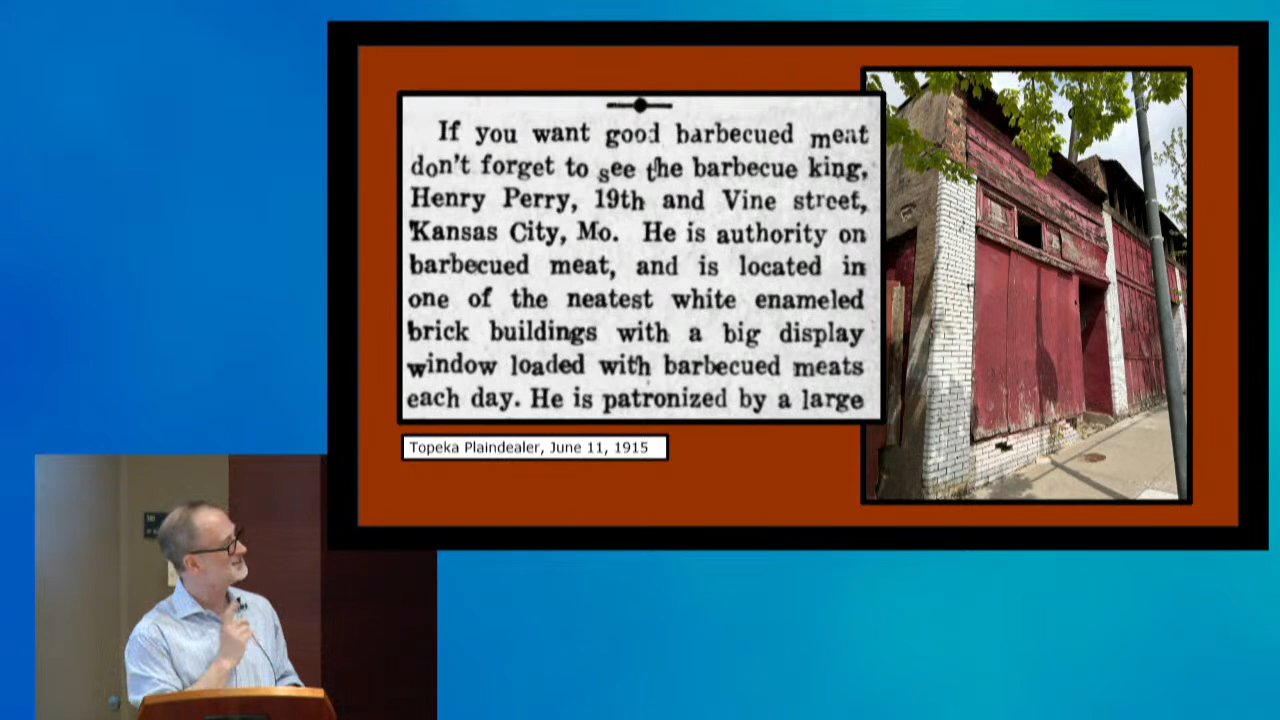 If you want good barbecued meat
don't forget to see the barbecue king,
Henry Perry, 19th and Vine street,
Kansas City, Mo. He is authority on
barbecued meat, and is located in
one of the neatest white enameled
brick buildings with a big display
window loaded with barbecued meats
each day. He is patronized by a large
Topeka Plaindealer, June 11, 1915